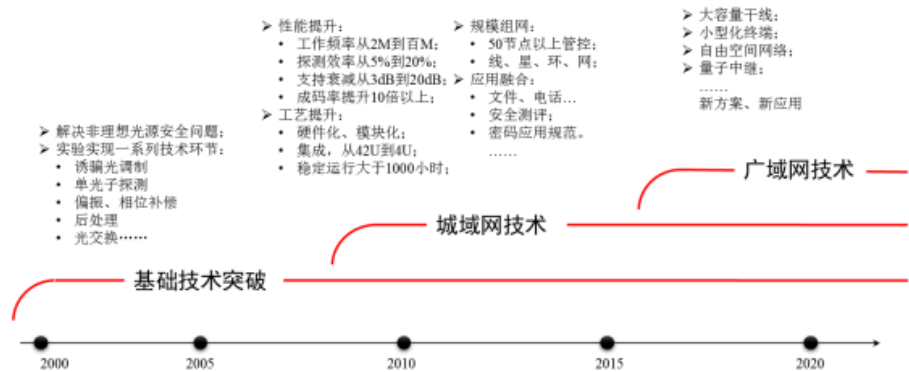 ➢ 解决非理想光源安全问题；
➢ 实验实现一系列技术环节：
• 诱骗光调制
• 单光子探测
• 偏振、相位补偿
• 后处理
• 光交换……
➢ 性能提升：
• 工作频率从2M到百M；
• 探测效率从5%到20%；
• 支持衰减从3dB到20dB；
• 成码率提升10倍以上；
➢ 工艺提升：
• 硬件化、模块化；
• 集成，从42U到4U；
• 稳定运行大于1000小时；
➢ 规模组网：
• 50节点以上管控；
• 线、星、环、网；
➢ 应用融合：
• 文件、电话…
• 安全测评；
• 密码应用规范。
……
➢ 大容量干线；
➢ 小型化终端；
➢ 自由空间网络；
➢ 量子中继；
……
新方案、新应用
广域网技术
城域网技术
基础技术突破
2000
2005
2010
2015
2020